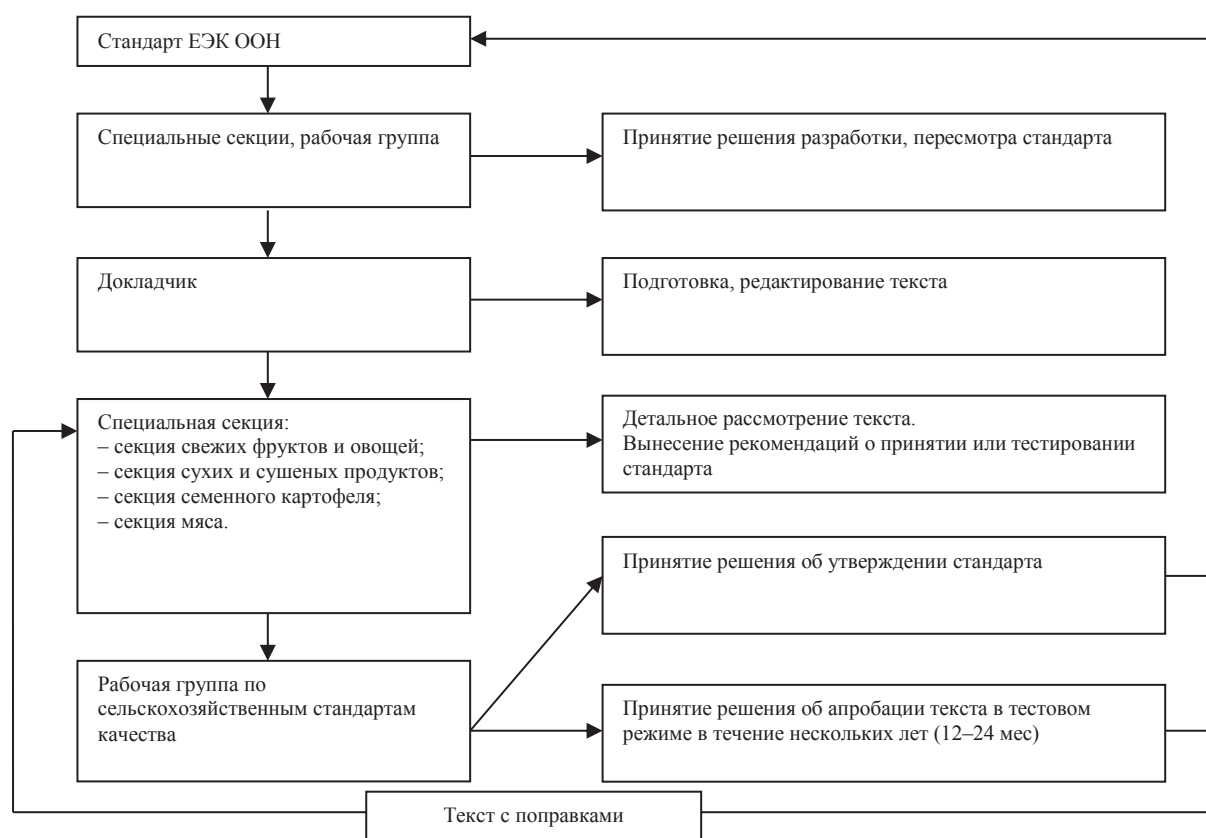 Стандарт ЕЭК ООН
Специальные секции, рабочая группа
Принятие решения разработки, пересмотра стандарта
Докладчик
Подготовка, редактирование текста
Специальная секция:
– секция свежих фруктов и овощей;
– секция сухих и сушеных продуктов;
– секция семенного картофеля;
– секция мяса.
Детальное рассмотрение текста.
Вынесение рекомендаций о принятии или тестировании
стандарта
Принятие решения об утверждении стандарта
Рабочая группа по
сельскохозяйственным стандартам
качества
Принятие решения об апробации текста в тестовом
режиме в течение нескольких лет (12–24 мес)
Текст с поправками